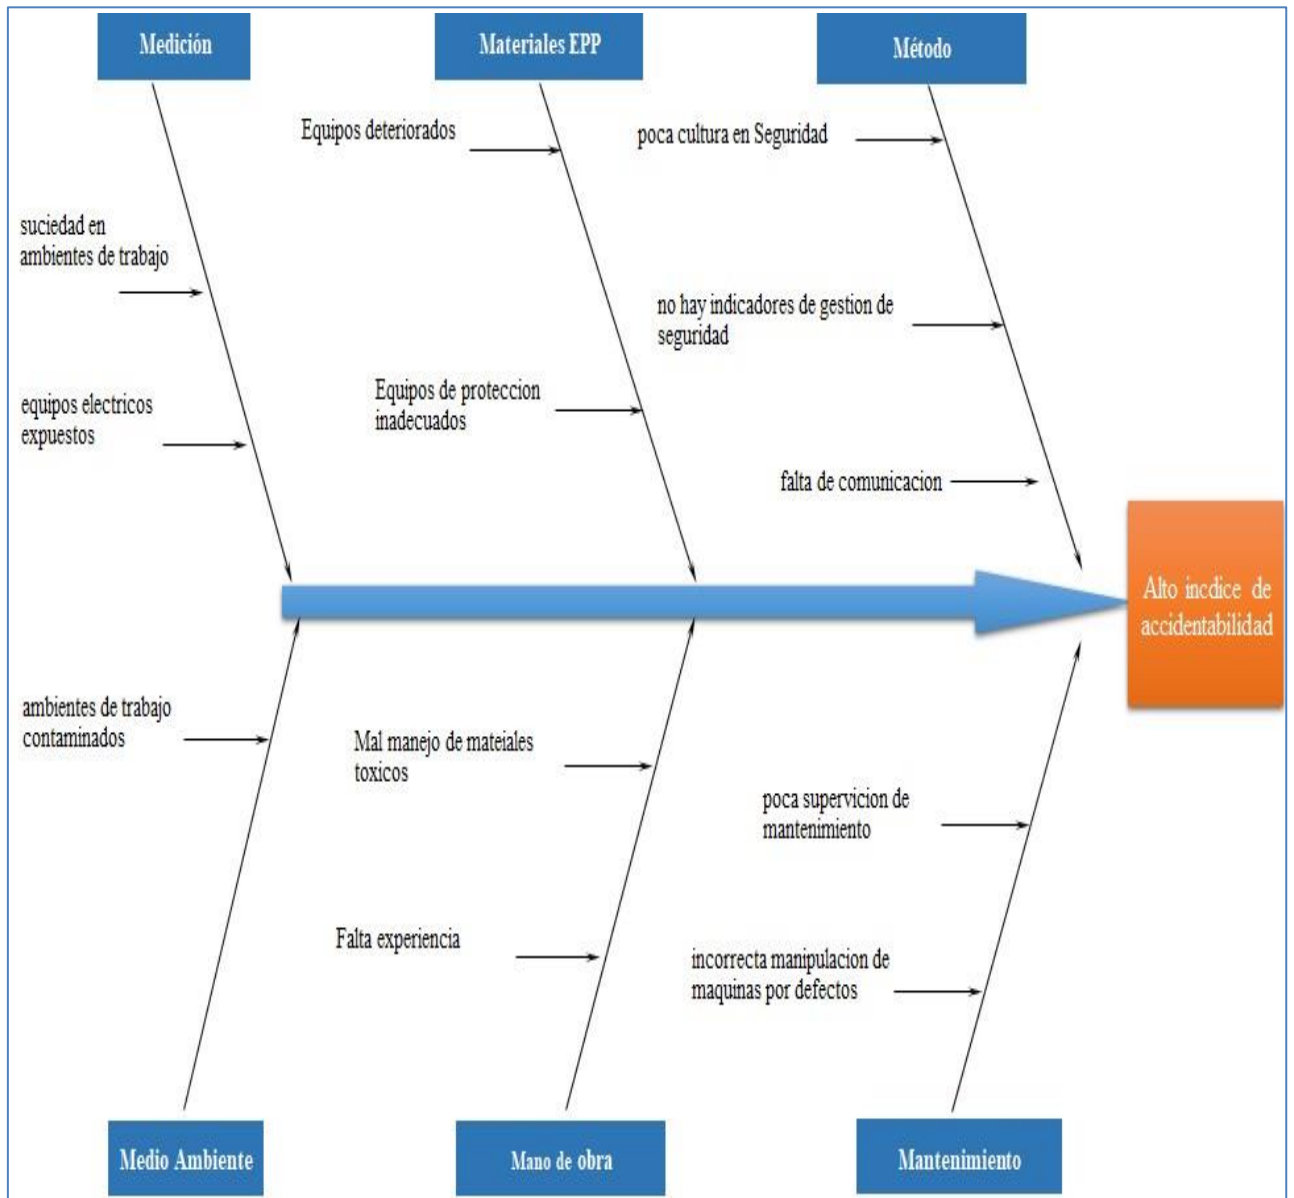 Medición
Materiales EPP
Método
Equipos deteriorados
poca cultura en Seguridad
suciedad en
ambientes de trabajo
no hay indicadores de gestion de
seguridad
equipos electricos
expuestos
Equipos de proteccion
inadecuados
falta de comunicacion
Alto incdice de
accidentabilidad
ambientes de trabajo
contaminados
Mal manejo de mateiales
toxicos
poca supervicion de
mantenimiento
Falta experiencia
incorrecta manipulacion de
maquinas por defectos
Medio Ambiente
Mano de obra
Mantenimiento